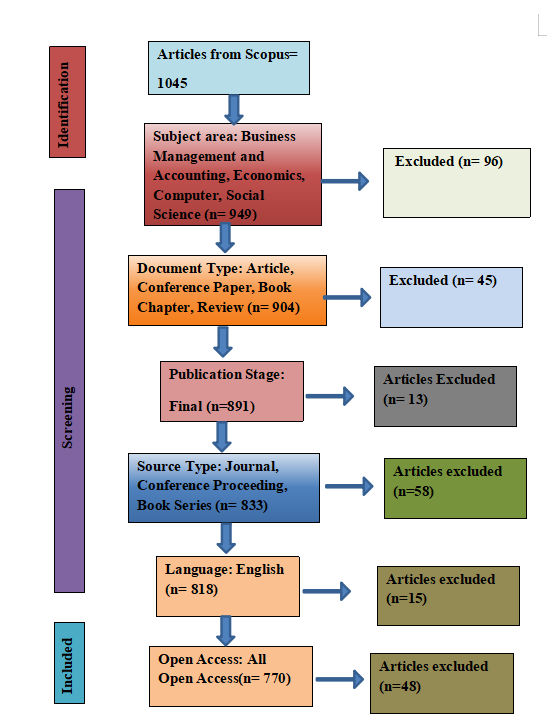 Identification
Articles from Scopus=
1045
Subject area: Business
Management and
Accounting, Economics,
Computer, Social
Science (n= 949)
Excluded (n= 96)
Screening
Document Type: Article,
Conference Paper, Book
Chapter, Review (n= 904)
Excluded (n= 45)
Publication Stage:
Final (n=891)
Articles Excluded
(n= 13)
Source Type: Journal,
Conference Proceeding,
Book Series (n= 833)
Articles excluded
(n=58)
Language: English
(n= 818)
Articles excluded
(n=15)
Included
Open Access: All
Open Access(n= 770)
Articles excluded
(n=48)